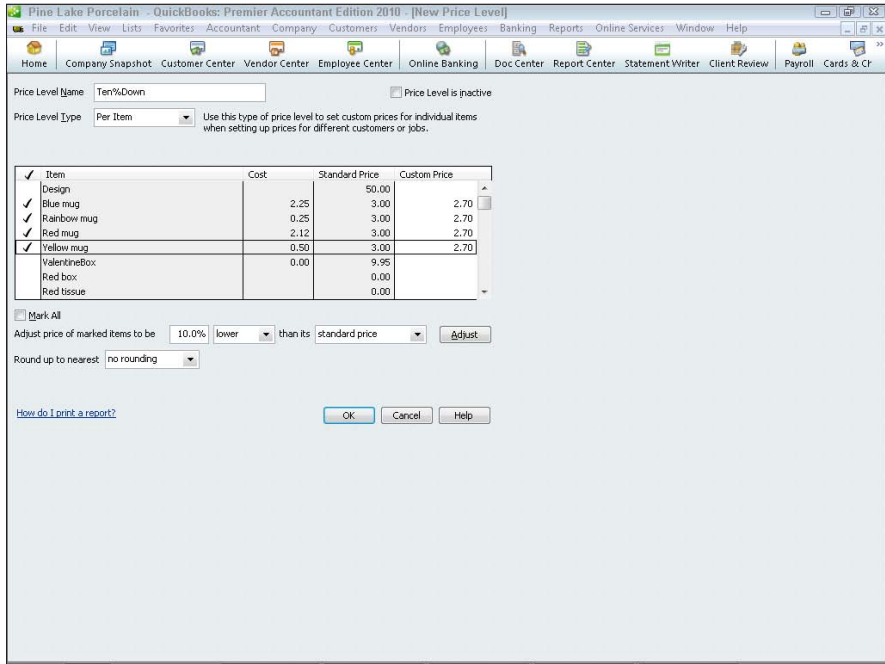 Pine Lake Porcelain - QuickBooks: Premier Accountant Edition 2010 - [New Price Level]
File Edit View Lists Favorites Accountant Company Customers Vendors Employees Banking Reports Online Services Window Help
Home Company Snapshot Customer Center Vendor Center Employee Center Online Banking Doc Center Report Center Statement Writer Client Review Payroll Cards & Ch
Price Level Name Ten%Down Price Level is inactive
Price Level Type Per Item Use this type of price level to set custom prices for individual items
when setting up prices for different customers or jobs.
✓ Item Cost Standard Price Custom Price
Design 50.00
✓ Blue mug 2.25 3.00 2.70
✓ Rainbow mug 0.25 3.00 2.70
✓ Red mug 2.12 3.00 2.70
✓ Yellow mug 0.50 3.00 2.70
ValentineBox 0.00 9.95
Red box 0.00
Red tissue 0.00
Mark All
Adjust price of marked items to be 10.0% lower than its standard price Adjust
Round up to nearest no rounding
How do I print a report? OK Cancel Help